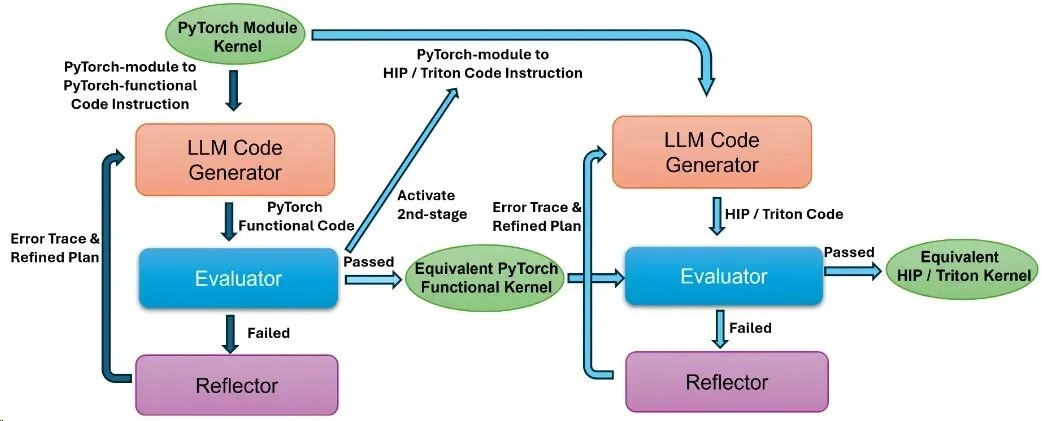 PyTorch Module
Kernel
PyTorch-module to
PyTorch-functional
Code Instruction
PyTorch-module to
HIP / Triton Code Instruction
LLM Code
Generator
LLM Code
Generator
PyTorch
Functional Code
Activate
2nd-stage
HIP / Triton Code
Error Trace &
Refined Plan
Error Trace &
Refined Plan
Evaluator
Passed
Equivalent PyTorch
Functional Kernel
Evaluator
Passed
Equivalent
HIP / Triton Kernel
Failed
Failed
Reflector
Reflector